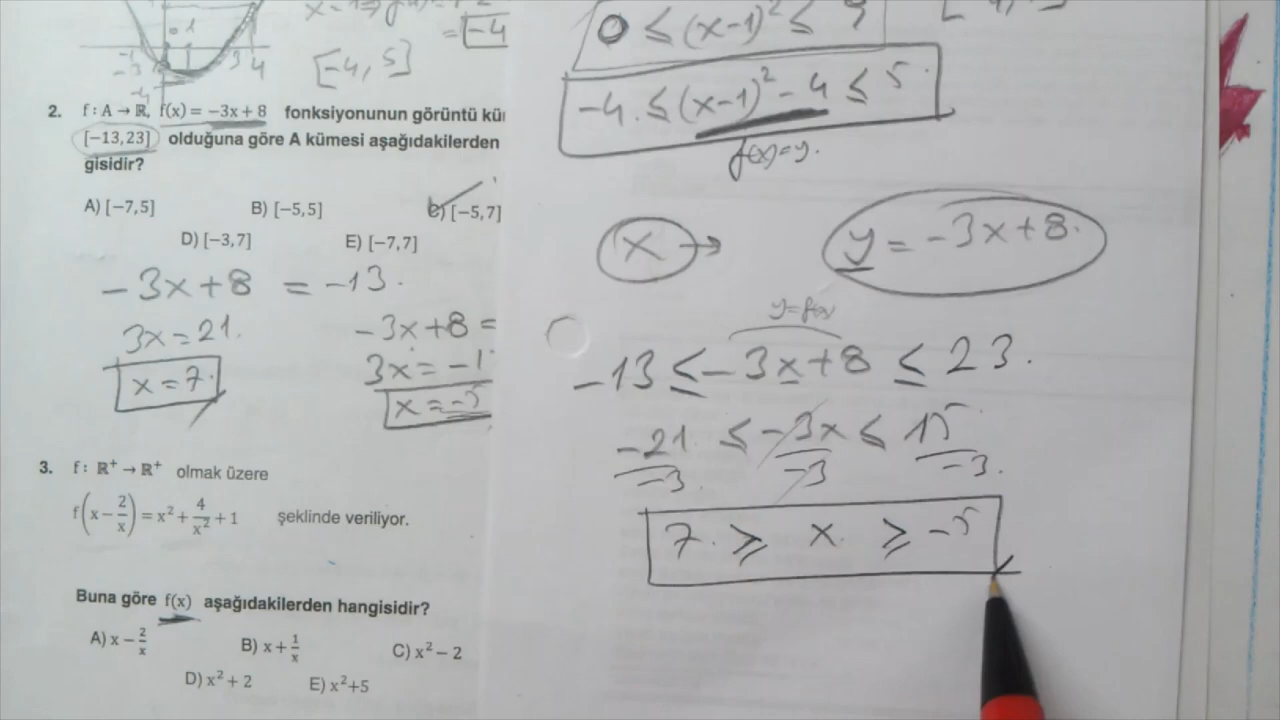 = -4
[-4, 5]
2. f : A → ℝ, f(x) = -3x + 8 fonksiyonunun görüntü
[-13,23] olduğuna göre A kümesi aşağıdakilerden
gisidir?
A) [-7,5] B) [-5,5] C) [-5,7]
D) [-3,7] E) [-7,7]
-3x+8 = -13.
3x = 21.
x = 7.
-3x+8 =
3x = -1
x = -5
3. f : ℝ⁺ → ℝ⁺ olmak üzere
f(x - 2/x) = x² + 4/x² + 1 şeklinde veriliyor.
Buna göre f(x) aşağıdakilerden hangisidir?
A) x - 2/x B) x + 1/x C) x² - 2
D) x² + 2 E) x²+5
0 ≤ (x-1)² ≤ 9
-4 ≤ (x-1)² - 4 ≤ 5
f(x)=y.
x → y = -3x+8.
y=f(x)
-13 ≤ -3x+8 ≤ 23.
-21/-3 ≤ -3x/-3 ≤ 15/-3.
7 ≥ x ≥ -5